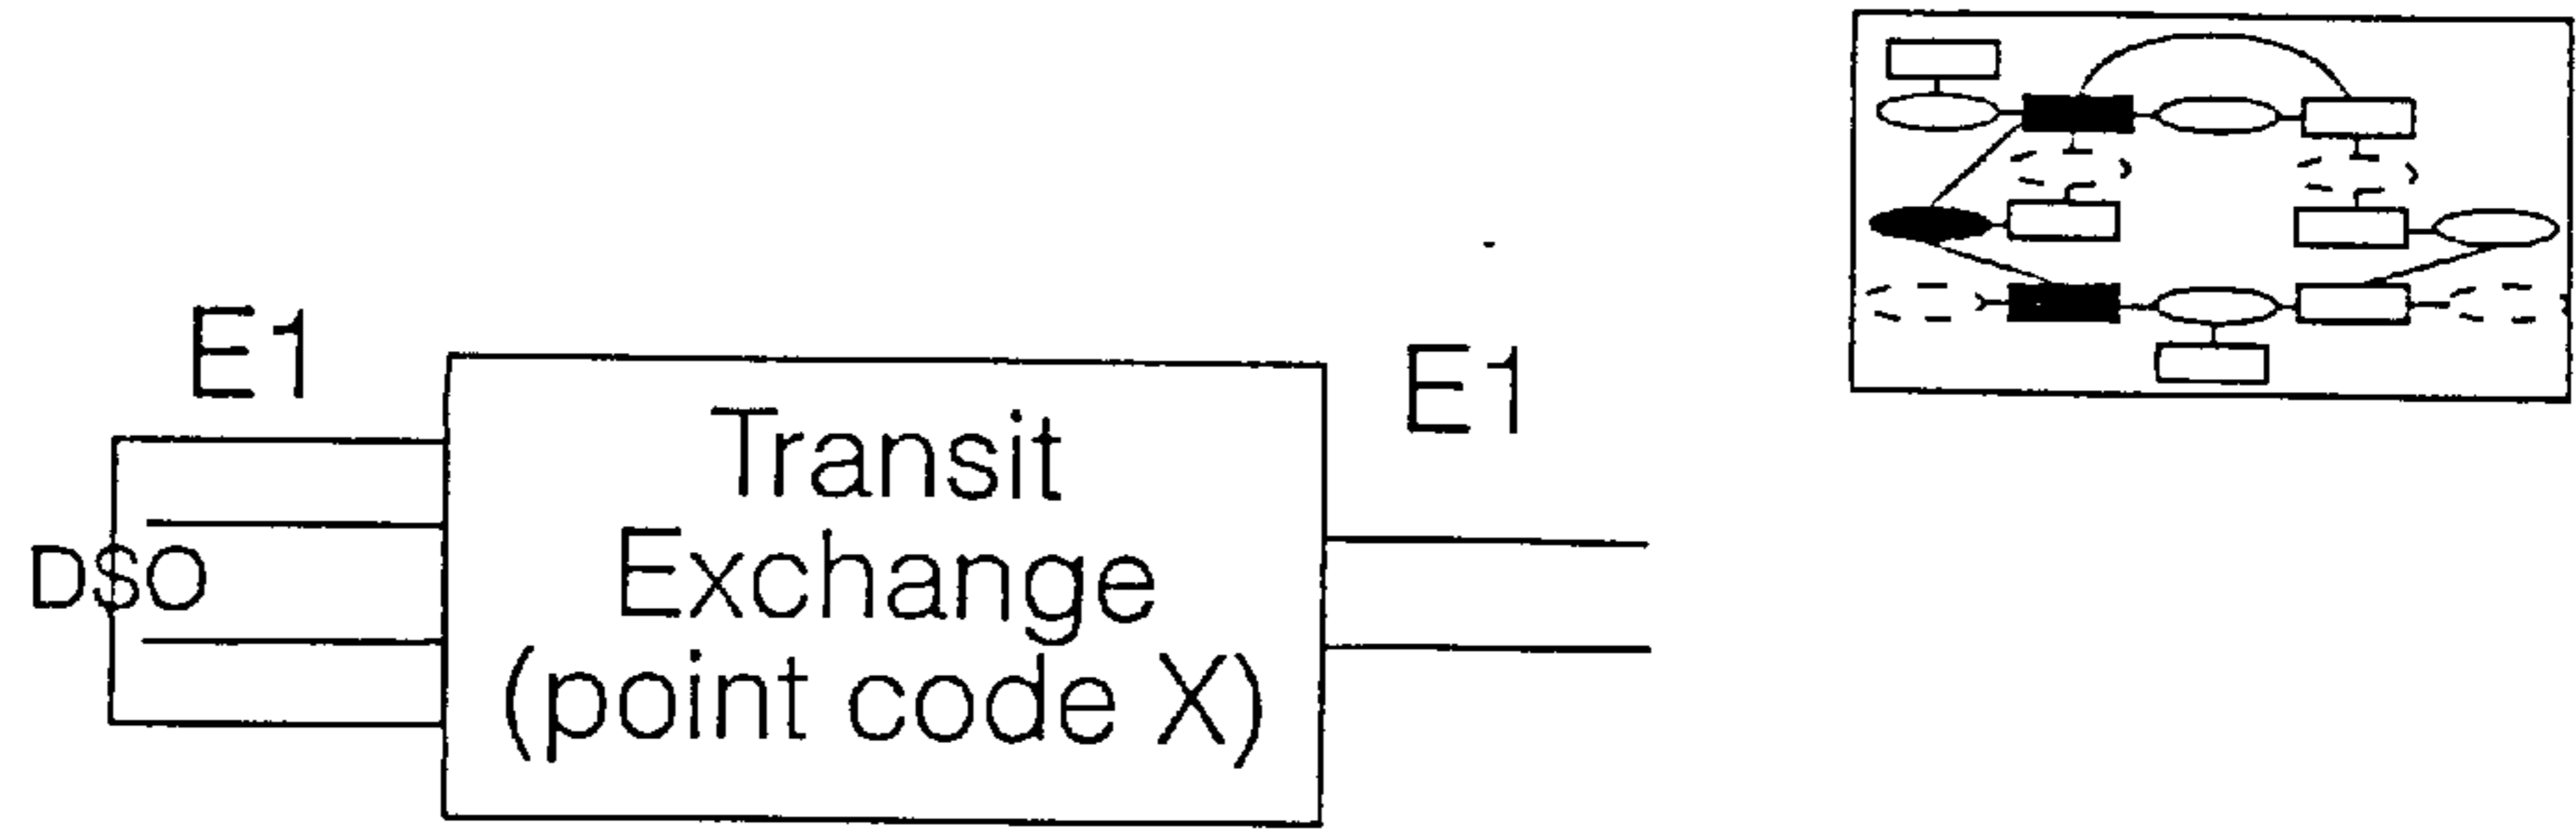 E1
E1
Transit
Exchange
(point code X)
DSO